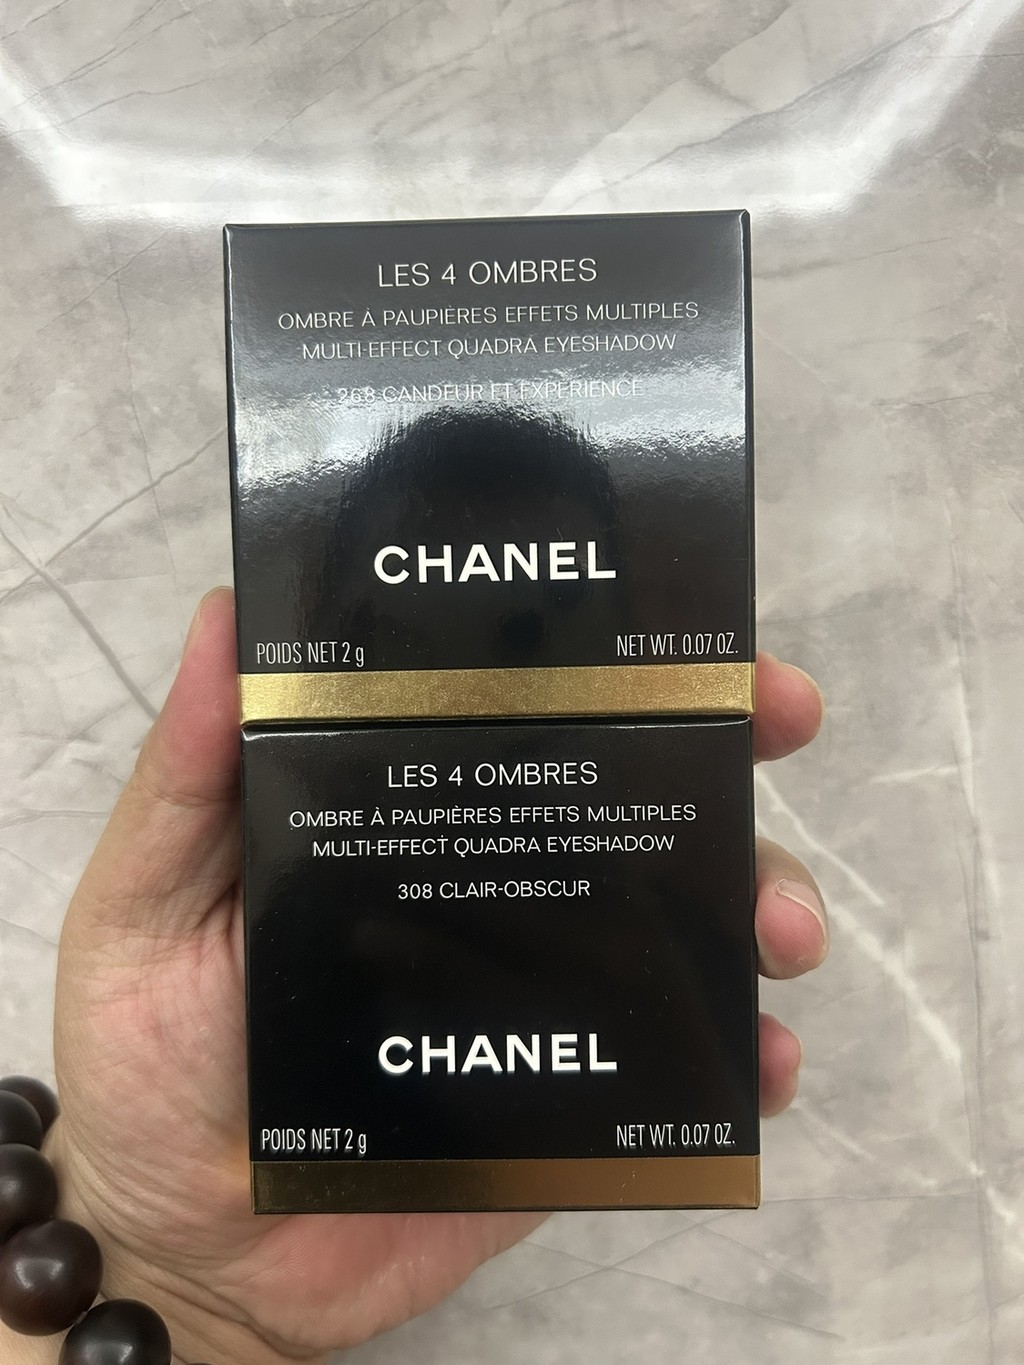 LES 4 OMBRES
OMBRE À PAUPIÈRES EFFETS MULTIPLES
MULTI-EFFECT QUADRA EYESHADOW
268 CANDEUR ET EXPÉRIENCE
CHANEL
POIDS NET 2 g NET WT. 0.07 OZ.
LES 4 OMBRES
OMBRE À PAUPIÈRES EFFETS MULTIPLES
MULTI-EFFECT QUADRA EYESHADOW
308 CLAIR-OBSCUR
CHANEL
POIDS NET 2 g NET WT. 0.07 OZ.